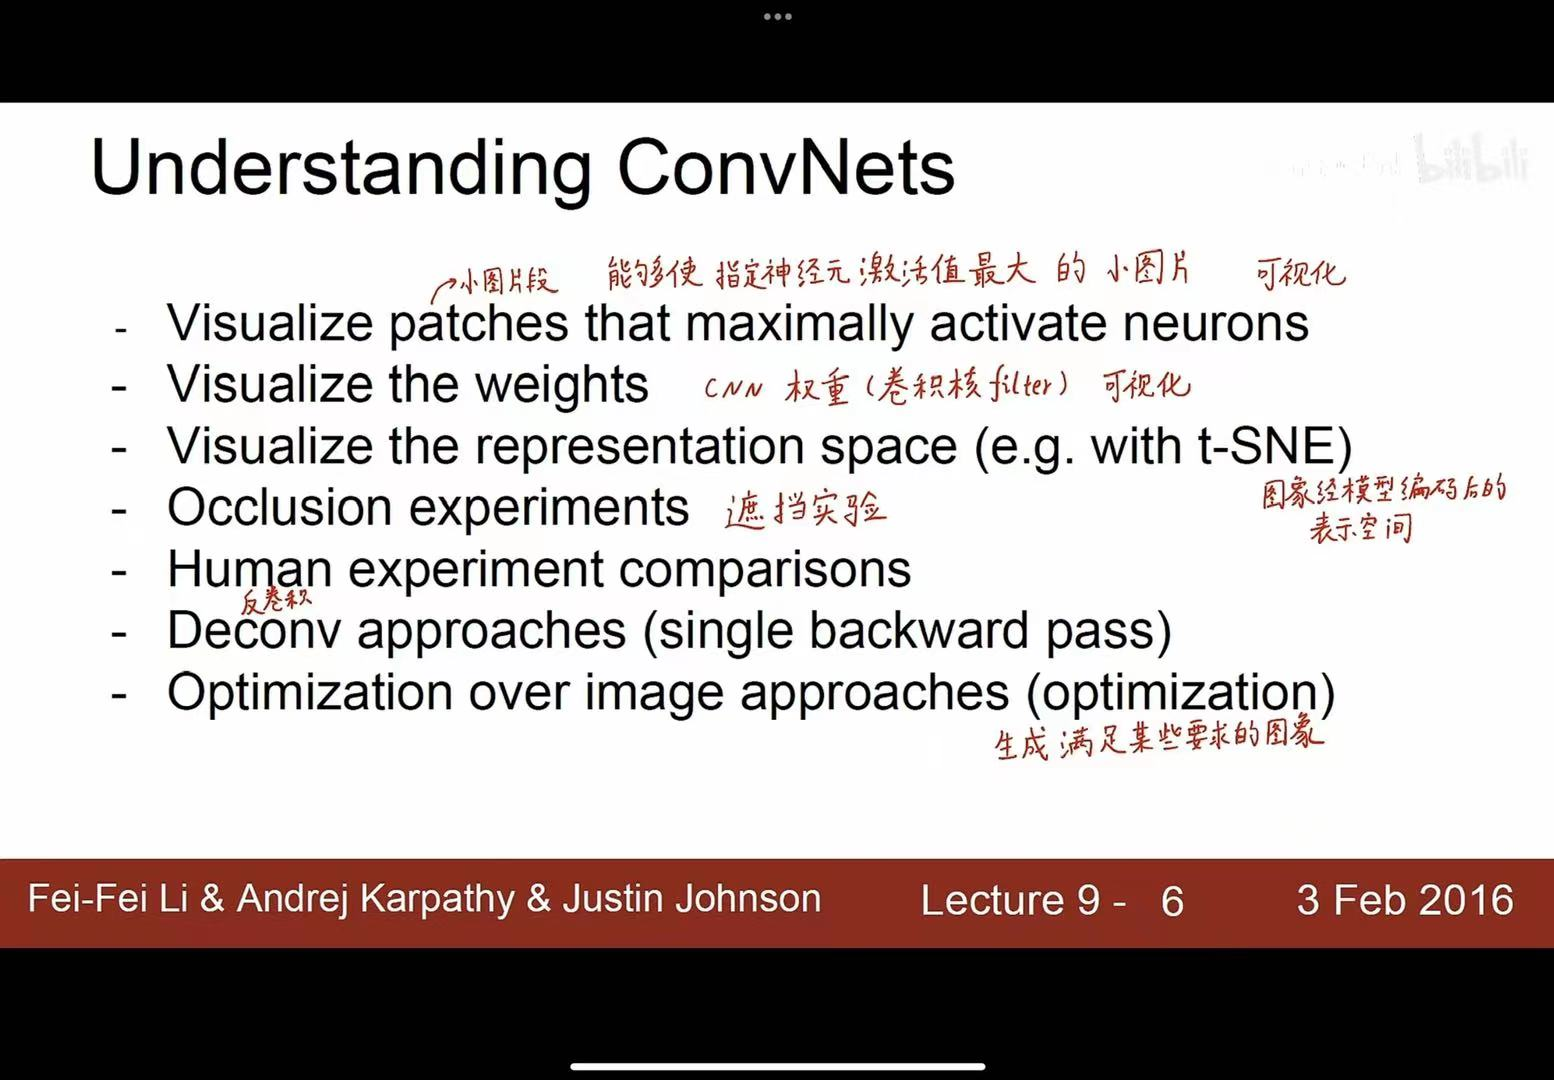 Understanding ConvNets
bilibili
小图片段 能够使 指定神经元 激活值最大 的 小图片 可视化
- Visualize patches that maximally activate neurons
- Visualize the weights CNN 权重 (卷积核 filter) 可视化
- Visualize the representation space (e.g. with t-SNE)
图象经模型编码后的
表示空间
- Occlusion experiments 遮挡实验
- Human experiment comparisons
反卷积
- Deconv approaches (single backward pass)
- Optimization over image approaches (optimization)
生成 满足某些要求的图象
Fei-Fei Li & Andrej Karpathy & Justin Johnson Lecture 9 - 6 3 Feb 2016